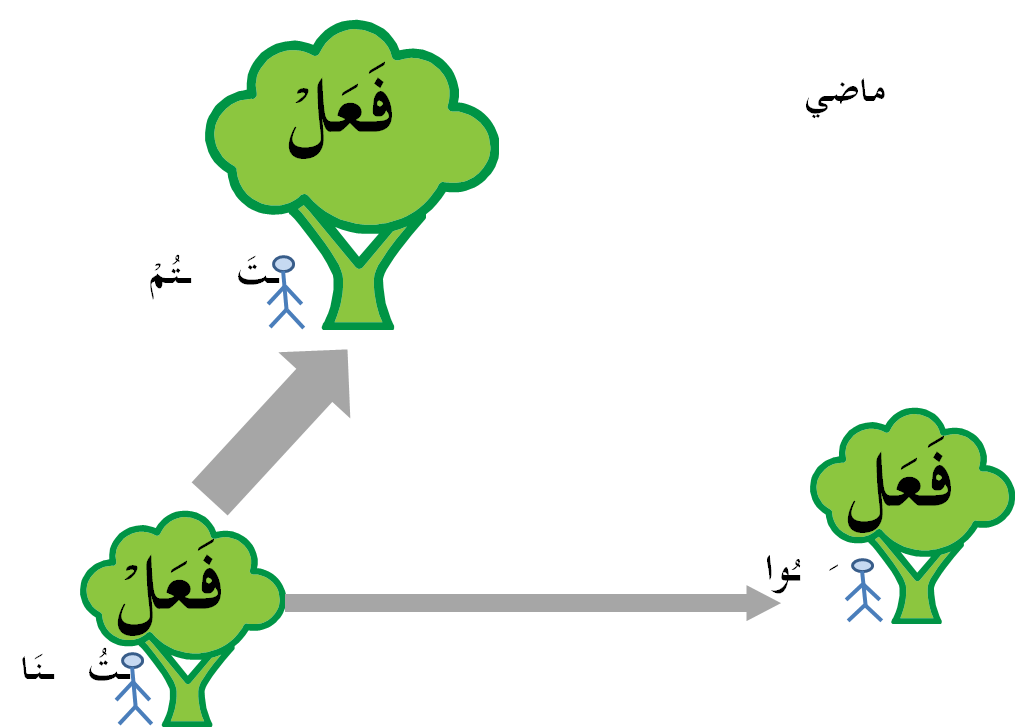 فَعَلْ
ماضي
ـتَ ـتُمْ
فَعَل
ـَ ـُوا
فَعَلْ
ـتُ ـنَا